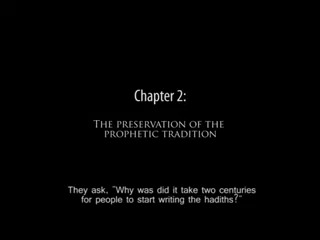 Chapter 2:
THE PRESERVATION OF THE
PROPHETIC TRADITION
They ask, "Why was did it take two centuries
for people to start writing the hadiths?"